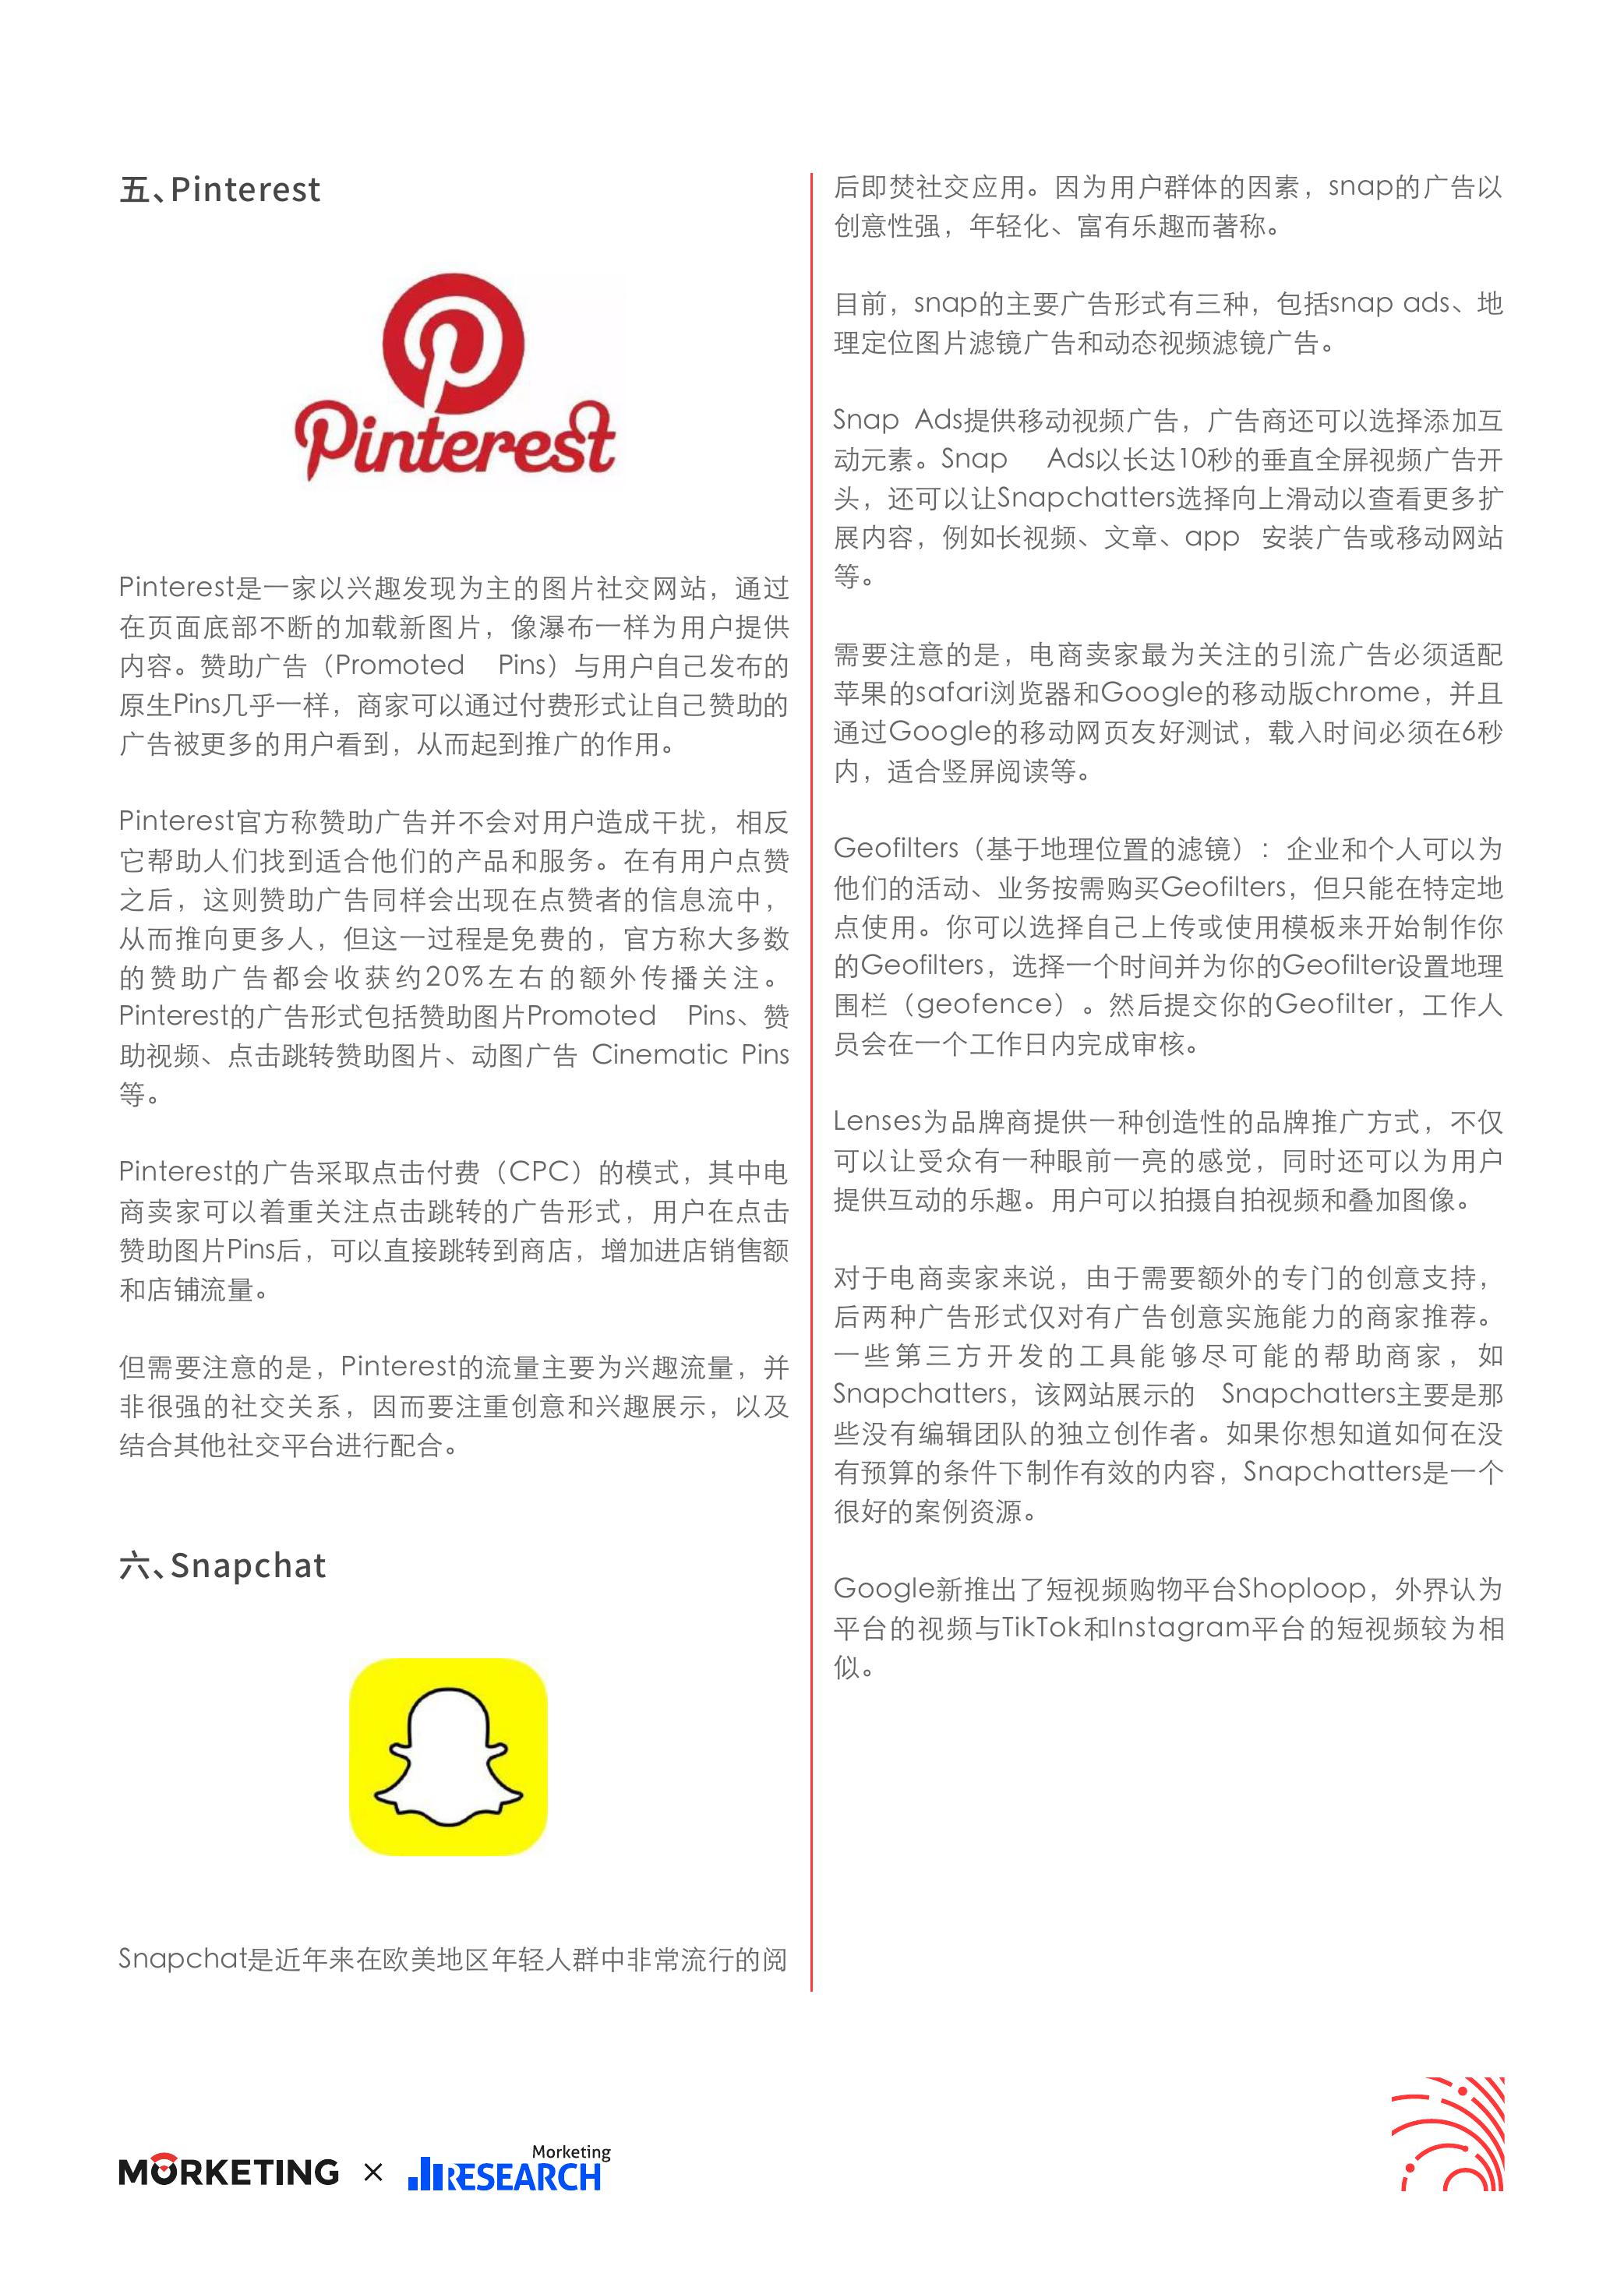 五、Pinterest
Pinterest
Pinterest是一家以兴趣发现为主的图片社交网站，通过
在页面底部不断的加载新图片，像瀑布一样为用户提供
内容。赞助广告（Promoted Pins）与用户自己发布的
原生Pins几乎一样，商家可以通过付费形式让自己赞助的
广告被更多的用户看到，从而起到推广的作用。
Pinterest官方称赞助广告并不会对用户造成干扰，相反
它帮助人们找到适合他们的产品和服务。在有用户点赞
之后，这则赞助广告同样会出现在点赞者的信息流中，
从而推向更多人，但这一过程是免费的，官方称大多数
的赞助广告都会收获约20%左右的额外传播关注。
Pinterest的广告形式包括赞助图片Promoted Pins、赞
助视频、点击跳转赞助图片、动图广告 Cinematic Pins
等。
Pinterest的广告采取点击付费（CPC）的模式，其中电
商卖家可以着重关注点击跳转的广告形式，用户在点击
赞助图片Pins后，可以直接跳转到商店，增加进店销售额
和店铺流量。
但需要注意的是，Pinterest的流量主要为兴趣流量，并
非很强的社交关系，因而要注重创意和兴趣展示，以及
结合其他社交平台进行配合。
六、Snapchat
Snapchat是近年来在欧美地区年轻人群中非常流行的阅
后即焚社交应用。因为用户群体的因素，snap的广告以
创意性强，年轻化、富有乐趣而著称。
目前，snap的主要广告形式有三种，包括snap ads、地
理定位图片滤镜广告和动态视频滤镜广告。
Snap Ads提供移动视频广告，广告商还可以选择添加互
动元素。Snap Ads以长达10秒的垂直全屏视频广告开
头，还可以让Snapchatters选择向上滑动以查看更多扩
展内容，例如长视频、文章、app 安装广告或移动网站
等。
需要注意的是，电商卖家最为关注的引流广告必须适配
苹果的safari浏览器和Google的移动版chrome，并且
通过Google的移动网页友好测试，载入时间必须在6秒
内，适合竖屏阅读等。
Geofilters（基于地理位置的滤镜）：企业和个人可以为
他们的活动、业务按需购买Geofilters，但只能在特定地
点使用。你可以选择自己上传或使用模板来开始制作你
的Geofilters，选择一个时间并为你的Geofilter设置地理
围栏（geofence）。然后提交你的Geofilter，工作人
员会在一个工作日内完成审核。
Lenses为品牌商提供一种创造性的品牌推广方式，不仅
可以让受众有一种眼前一亮的感觉，同时还可以为用户
提供互动的乐趣。用户可以拍摄自拍视频和叠加图像。
对于电商卖家来说，由于需要额外的专门的创意支持，
后两种广告形式仅对有广告创意实施能力的商家推荐。
一些第三方开发的工具能够尽可能的帮助商家，如
Snapchatters，该网站展示的 Snapchatters主要是那
些没有编辑团队的独立创作者。如果你想知道如何在没
有预算的条件下制作有效的内容，Snapchatters是一个
很好的案例资源。
Google新推出了短视频购物平台Shoploop，外界认为
平台的视频与TikTok和Instagram平台的短视频较为相
似。
MORKETING × Morketing RESEARCH